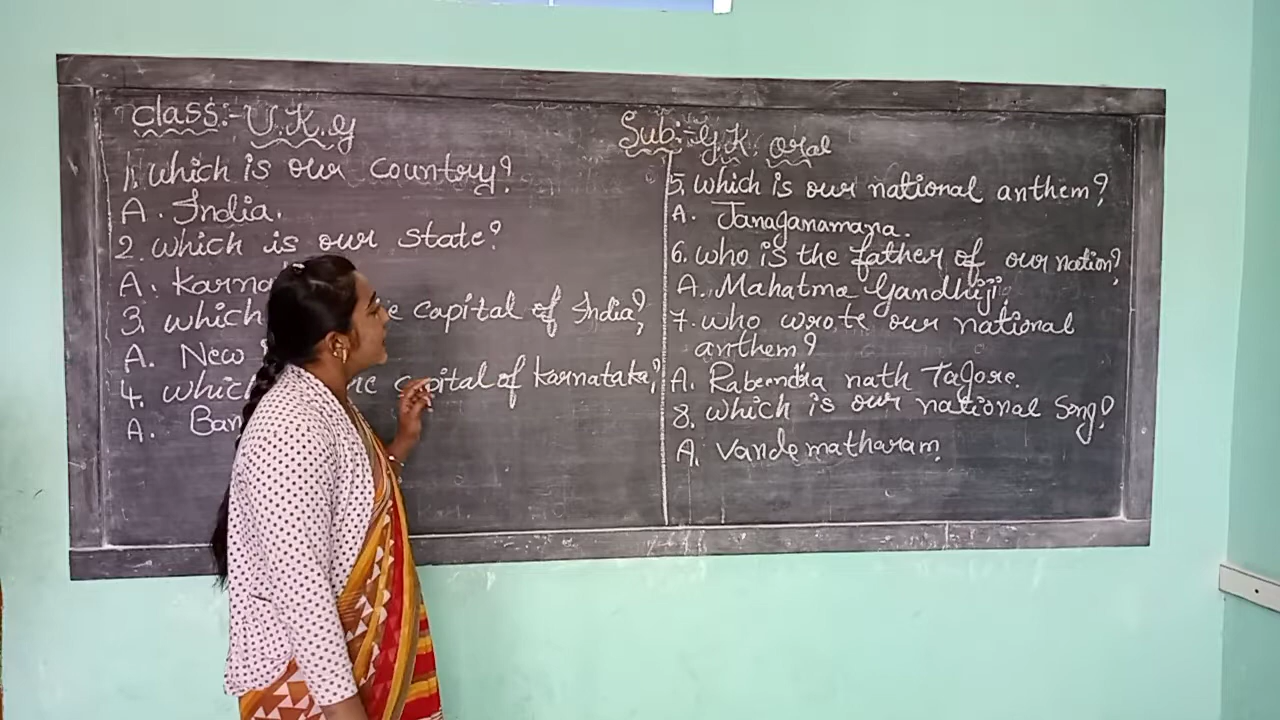 Class:- U.K.g
Sub:- G.K. oral
1. which is our country?
A. India.
2. which is our state?
A. Karna
3. which e capital of India?
A. New
4. which the capital of karnataka?
A. Ban
5. which is our national anthem?
A. Janaganamana.
6. who is the father of our nation?
A. Mahatma Gandhiji.
7. who wrote our national
anthem?
A. Rabeendra nath Tagore.
8. which is our national Song?
A. Vande matharam.